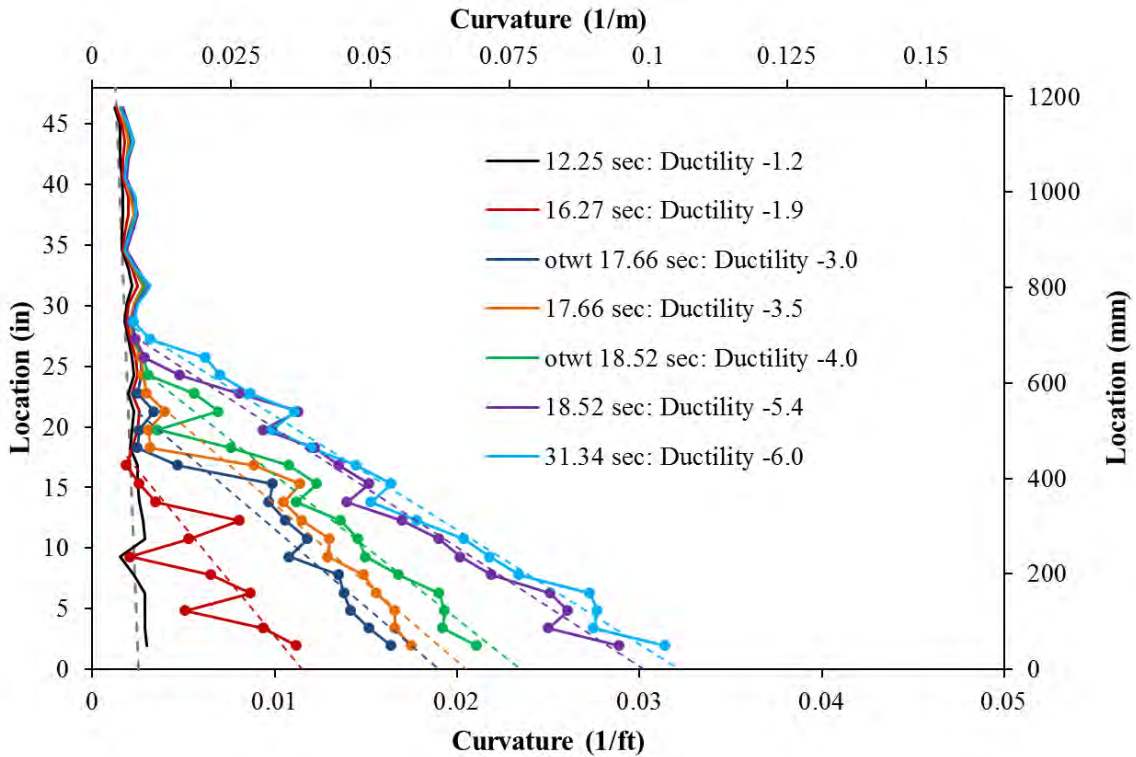 Curvature (1/m)
0 0.025 0.05 0.075 0.1 0.125 0.15
45 1200
40 1000
35
30 800
25
20 600
15 400
10
5 200
0 0
Location (in)
Location (mm)
12.25 sec: Ductility -1.2
16.27 sec: Ductility -1.9
otwt 17.66 sec: Ductility -3.0
17.66 sec: Ductility -3.5
otwt 18.52 sec: Ductility -4.0
18.52 sec: Ductility -5.4
31.34 sec: Ductility -6.0
0 0.01 0.02 0.03 0.04 0.05
Curvature (1/ft)